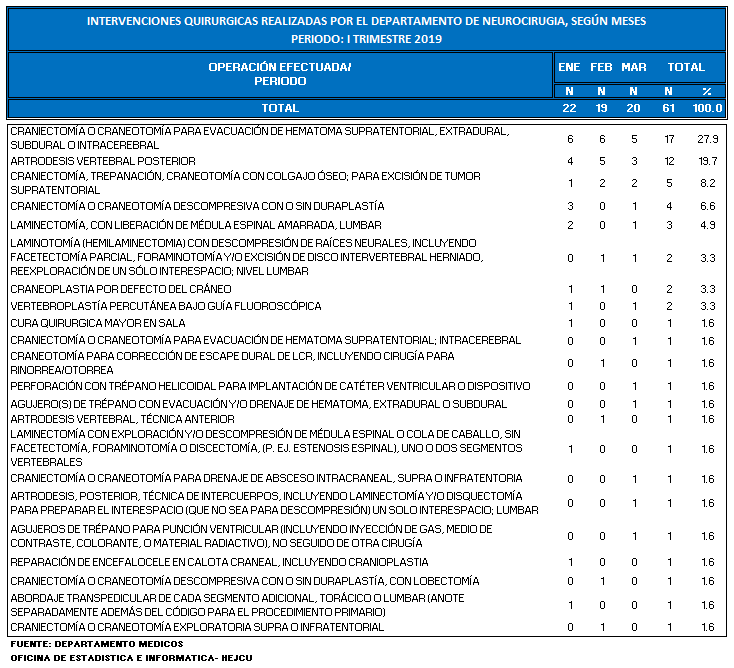 INTERVENCIONES QUIRURGICAS REALIZADAS POR EL DEPARTAMENTO DE NEUROCIRUGIA, SEGÚN MESES
PERIODO: I TRIMESTRE 2019
OPERACIÓN EFECTUADA/
PERIODO
ENE FEB MAR TOTAL
N N N N %
TOTAL 22 19 20 61 100.0
CRANIECTOMÍA O CRANEOTOMÍA PARA EVACUACIÓN DE HEMATOMA SUPRATENTORIAL, EXTRADURAL,
SUBDURAL O INTRACEREBRAL 6 6 5 17 27.9
ARTRODESIS VERTEBRAL POSTERIOR 4 5 3 12 19.7
CRANIECTOMÍA, TREPANACIÓN, CRANEOTOMÍA CON COLGAJO ÓSEO; PARA EXCISIÓN DE TUMOR
SUPRATENTORIAL 1 2 2 5 8.2
CRANIECTOMÍA O CRANEOTOMÍA DESCOMPRESIVA CON O SIN DURAPLASTÍA 3 0 1 4 6.6
LAMINECTOMÍA, CON LIBERACIÓN DE MÉDULA ESPINAL AMARRADA, LUMBAR 2 0 1 3 4.9
LAMINOTOMÍA (HEMILAMINECTOMIA) CON DESCOMPRESIÓN DE RAÍCES NEURALES, INCLUYENDO
FACETECTOMÍA PARCIAL, FORAMINOTOMÍA Y/O EXCISIÓN DE DISCO INTERVERTEBRAL HERNIADO,
REEXPLORACIÓN DE UN SÓLO INTERESPACIO; NIVEL LUMBAR 0 1 1 2 3.3
CRANEOPLASTIA POR DEFECTO DEL CRÁNEO 1 1 0 2 3.3
VERTEBROPLASTÍA PERCUTÁNEA BAJO GUÍA FLUOROSCÓPICA 1 0 1 2 3.3
CURA QUIRURGICA MAYOR EN SALA 1 0 0 1 1.6
CRANIECTOMÍA O CRANEOTOMÍA PARA EVACUACIÓN DE HEMATOMA SUPRATENTORIAL; INTRACEREBRAL 0 0 1 1 1.6
CRANEOTOMÍA PARA CORRECCIÓN DE ESCAPE DURAL DE LCR, INCLUYENDO CIRUGÍA PARA
RINORREA/OTORREA 0 1 0 1 1.6
PERFORACIÓN CON TRÉPANO HELICOIDAL PARA IMPLANTACIÓN DE CATÉTER VENTRICULAR O DISPOSITIVO 0 0 1 1 1.6
AGUJERO(S) DE TRÉPANO CON EVACUACIÓN Y/O DRENAJE DE HEMATOMA, EXTRADURAL O SUBDURAL 0 0 1 1 1.6
ARTRODESIS VERTEBRAL, TÉCNICA ANTERIOR 0 1 0 1 1.6
LAMINECTOMÍA CON EXPLORACIÓN Y/O DESCOMPRESIÓN DE MÉDULA ESPINAL O COLA DE CABALLO, SIN
FACETECTOMÍA, FORAMINOTOMÍA O DISCECTOMÍA, (P. EJ. ESTENOSIS ESPINAL), UNO O DOS SEGMENTOS
VERTEBRALES 1 0 0 1 1.6
CRANIECTOMÍA O CRANEOTOMÍA PARA DRENAJE DE ABSCESO INTRACRANEAL, SUPRA O INFRATENTORIA 0 0 1 1 1.6
ARTRODESIS, POSTERIOR, TÉCNICA DE INTERCUERPOS, INCLUYENDO LAMINECTOMÍA Y/O DISQUECTOMÍA
PARA PREPARAR EL INTERESPACIO (QUE NO SEA PARA DESCOMPRESIÓN) UN SOLO INTERESPACIO; LUMBAR 0 0 1 1 1.6
AGUJEROS DE TRÉPANO PARA PUNCIÓN VENTRICULAR (INCLUYENDO INYECCIÓN DE GAS, MEDIO DE
CONTRASTE, COLORANTE, O MATERIAL RADIACTIVO), NO SEGUIDO DE OTRA CIRUGÍA 0 0 1 1 1.6
REPARACIÓN DE ENCEFALOCELE EN CALOTA CRANEAL, INCLUYENDO CRANIOPLASTIA 1 0 0 1 1.6
CRANIECTOMÍA O CRANEOTOMÍA DESCOMPRESIVA CON O SIN DURAPLASTÍA, CON LOBECTOMÍA 0 1 0 1 1.6
ABORDAJE TRANSPEDICULAR DE CADA SEGMENTO ADICIONAL, TORÁCICO O LUMBAR (ANOTE
SEPARADAMENTE ADEMÁS DEL CÓDIGO PARA EL PROCEDIMIENTO PRIMARIO) 1 0 0 1 1.6
CRANIECTOMÍA O CRANEOTOMÍA EXPLORATORIA SUPRA O INFRATENTORIAL 0 1 0 1 1.6
FUENTE: DEPARTAMENTO MEDICOS
OFICINA DE ESTADISTICA E INFORMATICA- HEJCU